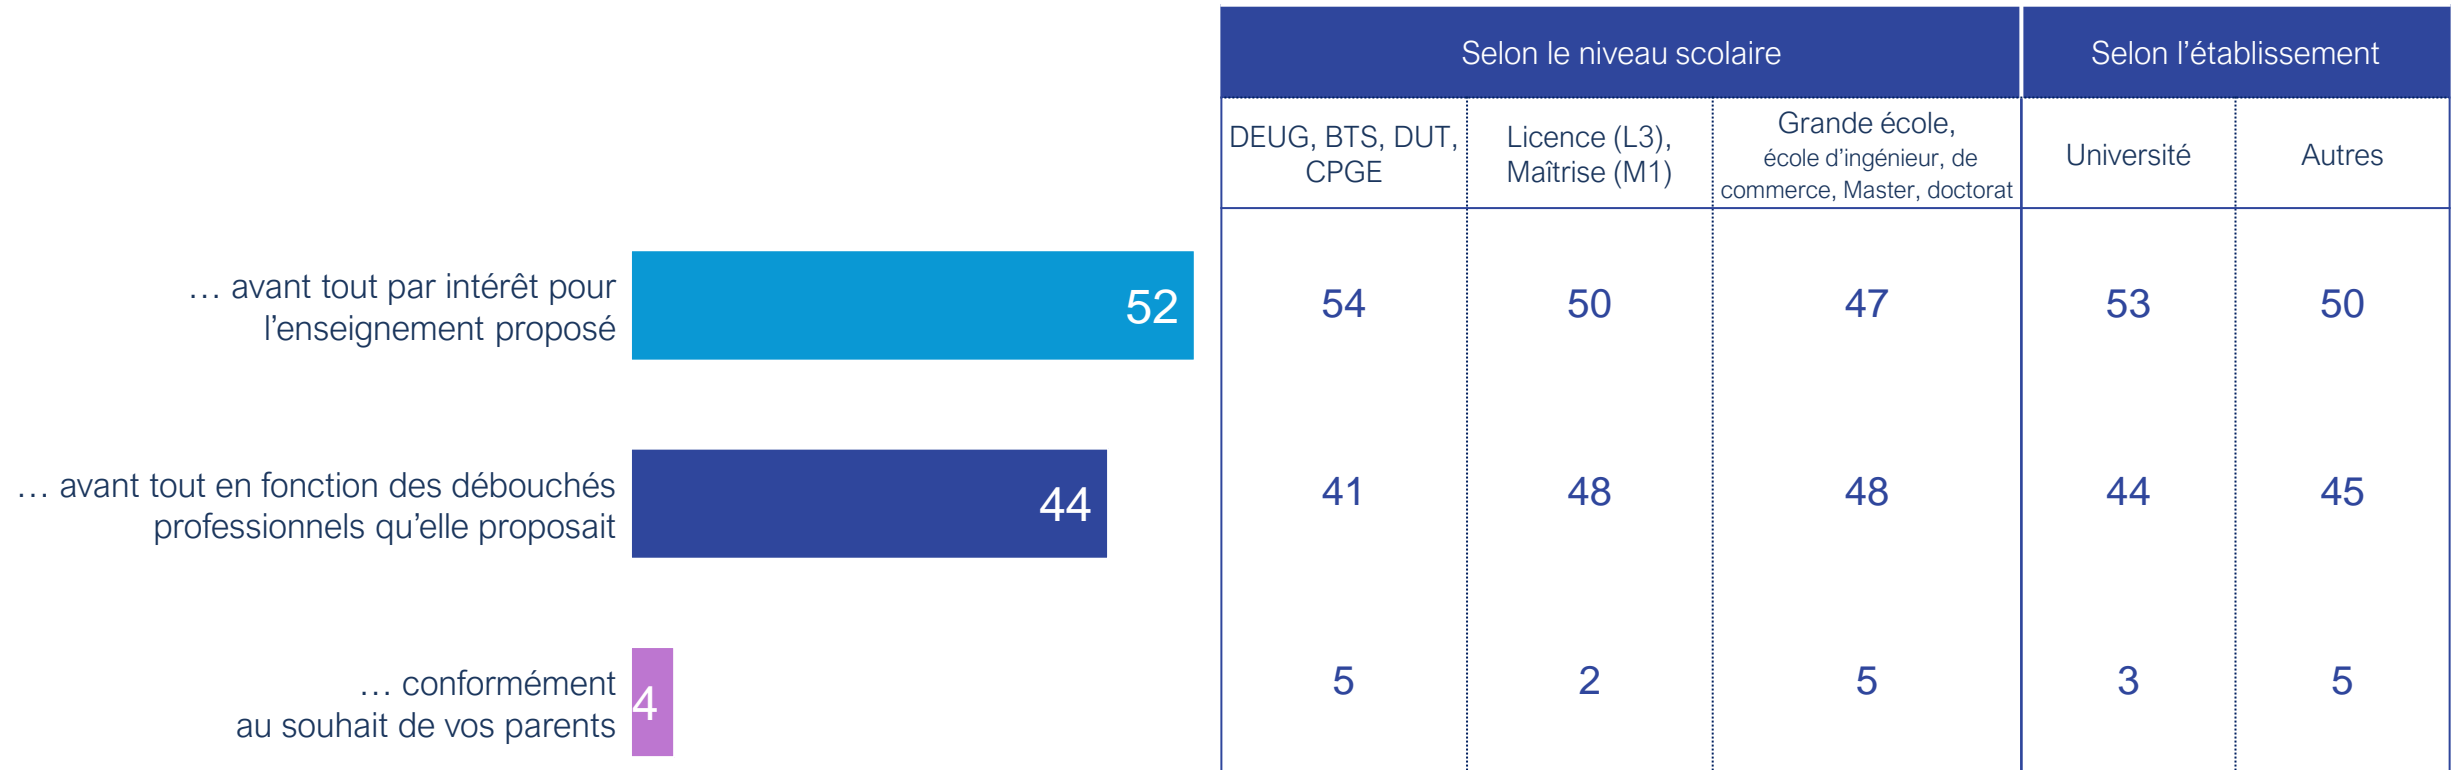 Selon le niveau scolaire
Selon l’établissement
DEUG, BTS, DUT,
CPGE
Licence (L3),
Maîtrise (M1)
Grande école,
école d’ingénieur, de
commerce, Master, doctorat
Université
Autres
… avant tout par intérêt pour
l’enseignement proposé
52
54
50
47
53
50
… avant tout en fonction des débouchés
professionnels qu’elle proposait
44
41
48
48
44
45
… conformément
au souhait de vos parents
4
5
2
5
3
5